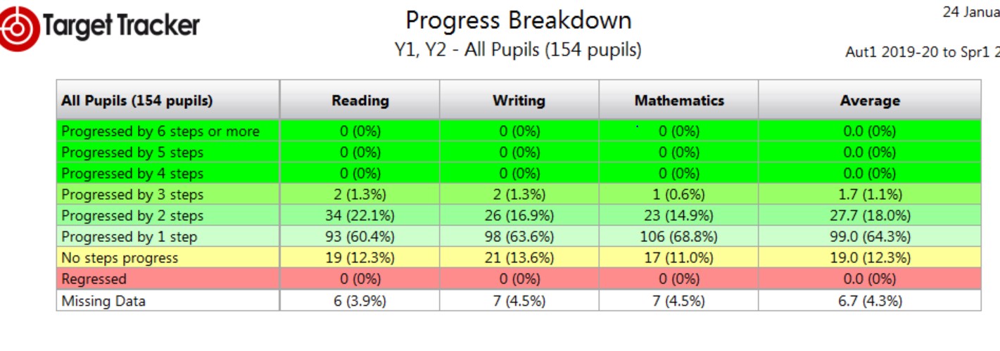 Target Tracker
Progress Breakdown
24 Janua
Y1, Y2 - All Pupils (154 pupils)
Aut1 2019-20 to Spr1 2
All Pupils (154 pupils) Reading Writing Mathematics Average
Progressed by 6 steps or more 0 (0%) 0 (0%) 0 (0%) 0.0 (0%)
Progressed by 5 steps 0 (0%) 0 (0%) 0 (0%) 0.0 (0%)
Progressed by 4 steps 0 (0%) 0 (0%) 0 (0%) 0.0 (0%)
Progressed by 3 steps 2 (1.3%) 2 (1.3%) 1 (0.6%) 1.7 (1.1%)
Progressed by 2 steps 34 (22.1%) 26 (16.9%) 23 (14.9%) 27.7 (18.0%)
Progressed by 1 step 93 (60.4%) 98 (63.6%) 106 (68.8%) 99.0 (64.3%)
No steps progress 19 (12.3%) 21 (13.6%) 17 (11.0%) 19.0 (12.3%)
Regressed 0 (0%) 0 (0%) 0 (0%) 0.0 (0%)
Missing Data 6 (3.9%) 7 (4.5%) 7 (4.5%) 6.7 (4.3%)